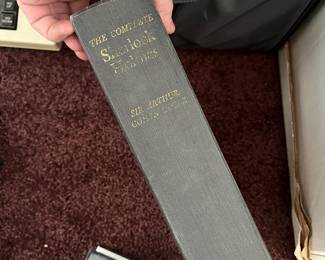 THE COMPLETE
Sherlock
Holmes
SIR ARTHUR
CONAN DOYLE